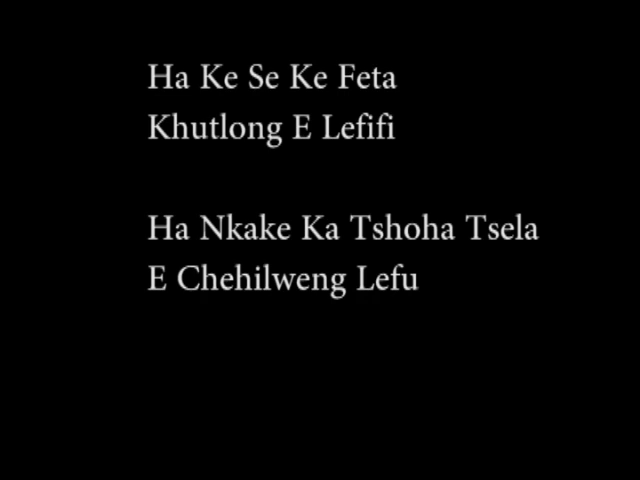 Ha Ke Se Ke Feta
Khutlong E Lefifi
Ha Nkake Ka Tshoha Tsela
E Chehilweng Lefu